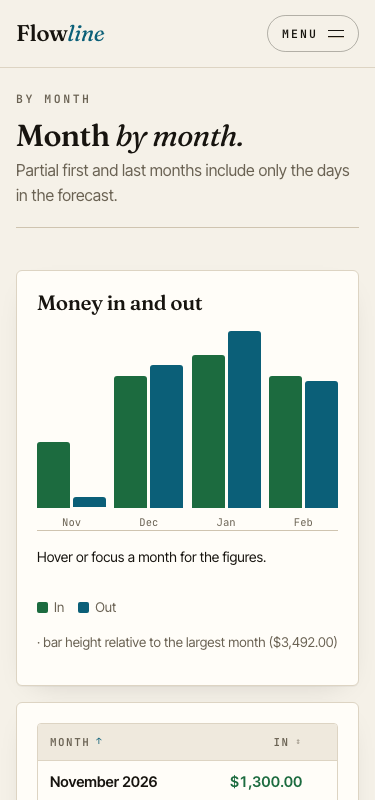 Flowline
MENU
BY MONTH
Month by month.
Partial first and last months include only the days
in the forecast.
Money in and out
Nov Dec Jan Feb
Hover or focus a month for the figures.
In Out
· bar height relative to the largest month ($3,492.00)
MONTH ↑ IN ↕
November 2026 $1,300.00